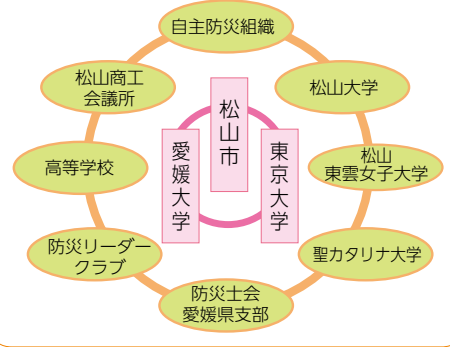 自主防災組織
松山商工
会議所
松山大学
松山市
愛媛大学
東京大学
高等学校
松山
東雲女子大学
防災リーダー
クラブ
聖カタリナ大学
防災士会
愛媛県支部